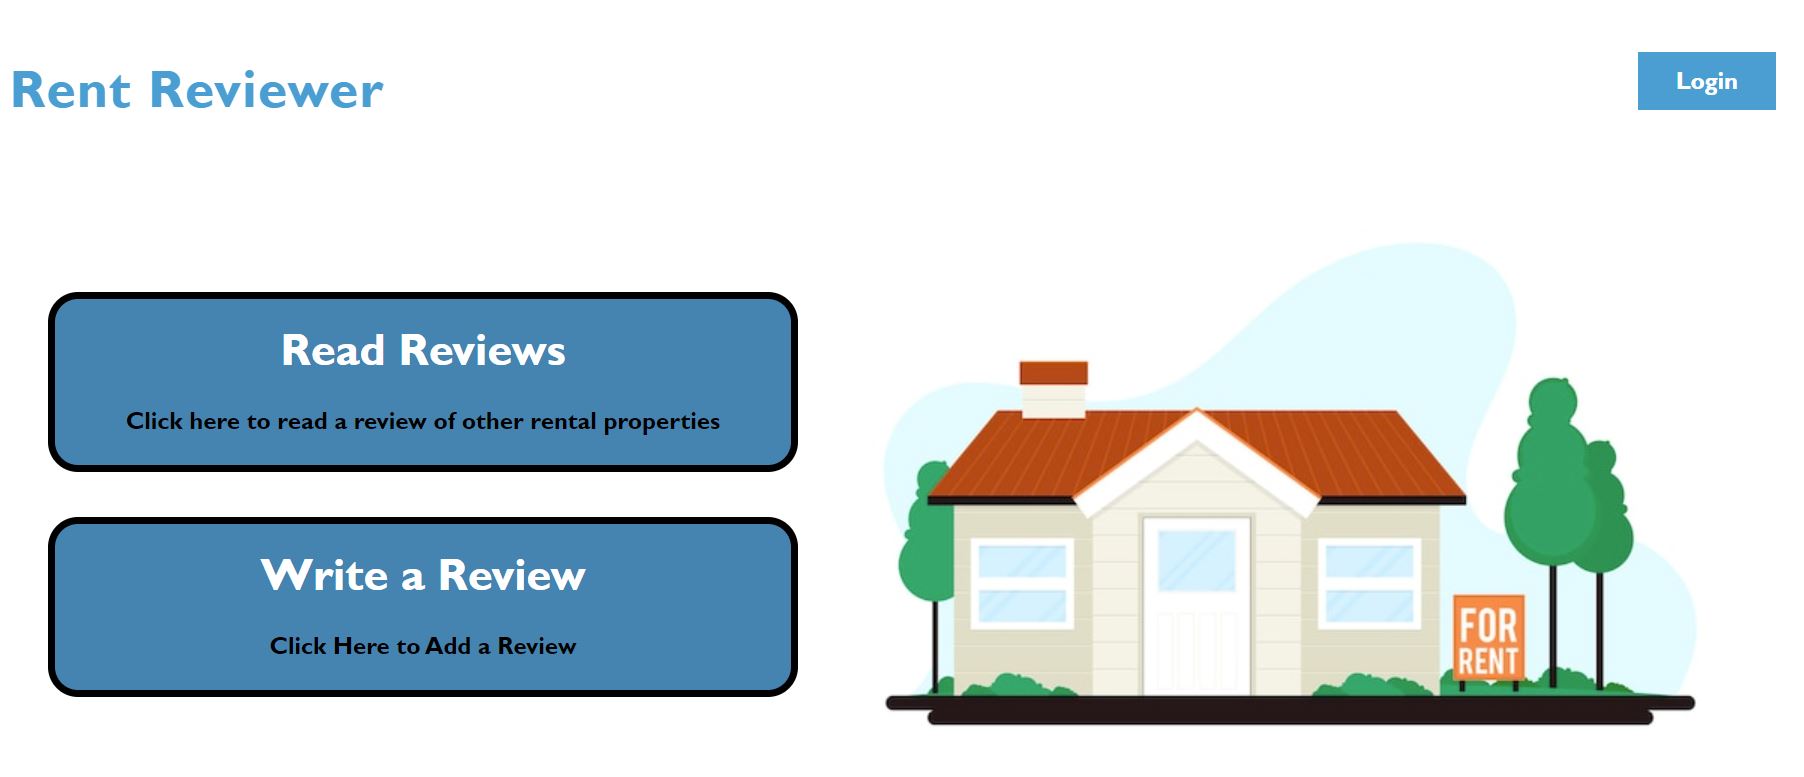 Rent Reviewer
Login
Read Reviews
Click here to read a review of other rental properties
Write a Review
Click Here to Add a Review
FOR
RENT